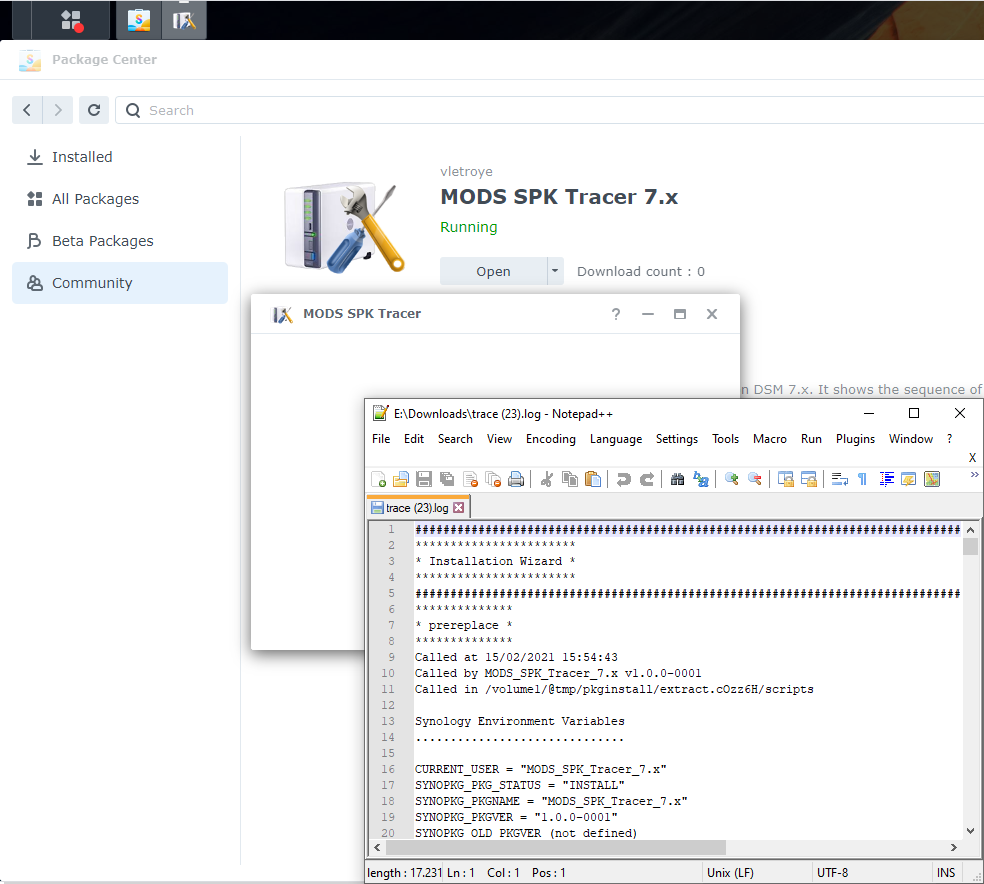 Package Center
Search
Installed
All Packages
Beta Packages
Community
vletroye
MODS SPK Tracer 7.x
Running
Open
Download count : 0
MODS SPK Tracer
n DSM 7.x. It shows the sequence of
E:\Downloads\trace (23).log - Notepad++
File Edit Search View Encoding Language Settings Tools Macro Run Plugins Window ?
X
trace (23).log
1 ##############################################################################
2 ***********************
3 * Installation Wizard *
4 ***********************
5 ##############################################################################
6 **************
7 * prereplace *
8 **************
9 Called at 15/02/2021 15:54:43
10 Called by MODS_SPK_Tracer_7.x v1.0.0-0001
11 Called in /volume1/@tmp/pkginstall/extract.cOzz6H/scripts
12
13 Synology Environment Variables
14 ..............................
15
16 CURRENT_USER = "MODS_SPK_Tracer_7.x"
17 SYNOPKG_PKG_STATUS = "INSTALL"
18 SYNOPKG_PKGNAME = "MODS_SPK_Tracer_7.x"
19 SYNOPKG_PKGVER = "1.0.0-0001"
20 SYNOPKG_OLD_PKGVER (not defined)
length : 17.231 Ln : 1 Col : 1 Pos : 1 Unix (LF) UTF-8 INS